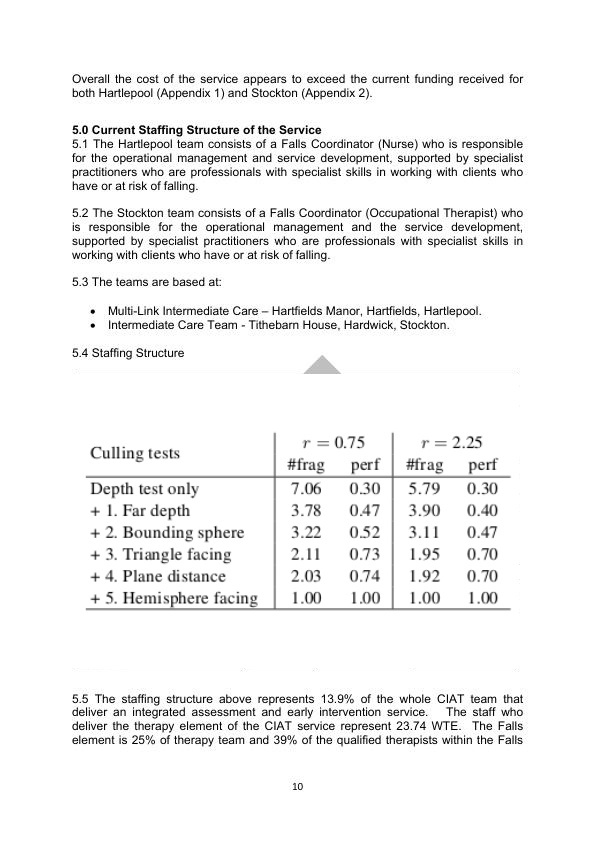 Overall the cost of the service appears to exceed the current funding received for
both Hartlepool (Appendix 1) and Stockton (Appendix 2).
5.0 Current Staffing Structure of the Service
5.1 The Hartlepool team consists of a Falls Coordinator (Nurse) who is responsible
for the operational management and service development, supported by specialist
practitioners who are professionals with specialist skills in working with clients who
have or at risk of falling.
5.2 The Stockton team consists of a Falls Coordinator (Occupational Therapist) who
is responsible for the operational management and the service development,
supported by specialist practitioners who are professionals with specialist skills in
working with clients who have or at risk of falling.
5.3 The teams are based at:
• Multi-Link Intermediate Care – Hartfields Manor, Hartfields, Hartlepool.
• Intermediate Care Team - Tithebarn House, Hardwick, Stockton.
5.4 Staffing Structure
Culling tests r = 0.75 r = 2.25
#frag perf #frag perf
Depth test only 7.06 0.30 5.79 0.30
+ 1. Far depth 3.78 0.47 3.90 0.40
+ 2. Bounding sphere 3.22 0.52 3.11 0.47
+ 3. Triangle facing 2.11 0.73 1.95 0.70
+ 4. Plane distance 2.03 0.74 1.92 0.70
+ 5. Hemisphere facing 1.00 1.00 1.00 1.00
5.5 The staffing structure above represents 13.9% of the whole CIAT team that
deliver an integrated assessment and early intervention service. The staff who
deliver the therapy element of the CIAT service represent 23.74 WTE. The Falls
element is 25% of therapy team and 39% of the qualified therapists within the Falls
10